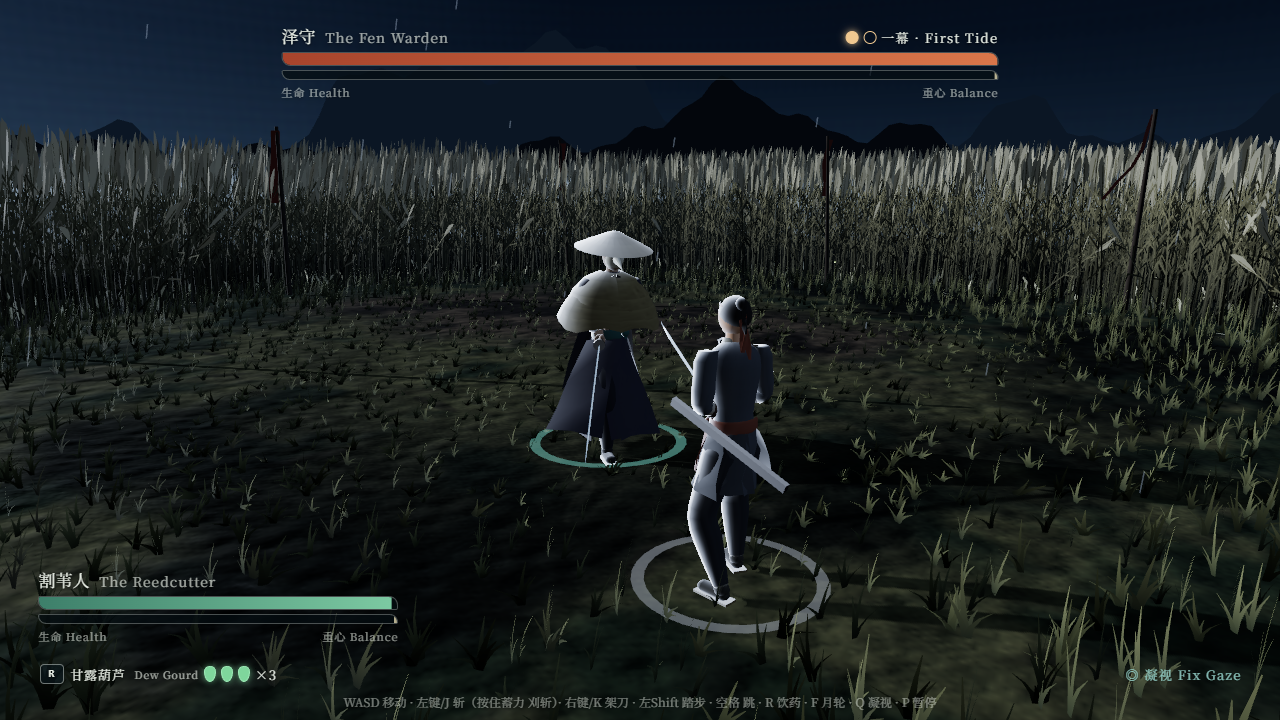 泽守 The Fen Warden
一幕 · First Tide
生命 Health
重心 Balance
割苇人 The Reedcutter
生命 Health
重心 Balance
R 甘露葫芦 Dew Gourd ×3
◎ 凝视 Fix Gaze
WASD 移动 · 左键/J 斩（按住蓄力 刈斩）· 右键/K 架刀 · 左Shift 踏步 · 空格 跳 · R 饮药 · F 月轮 · Q 凝视 · P 暂停